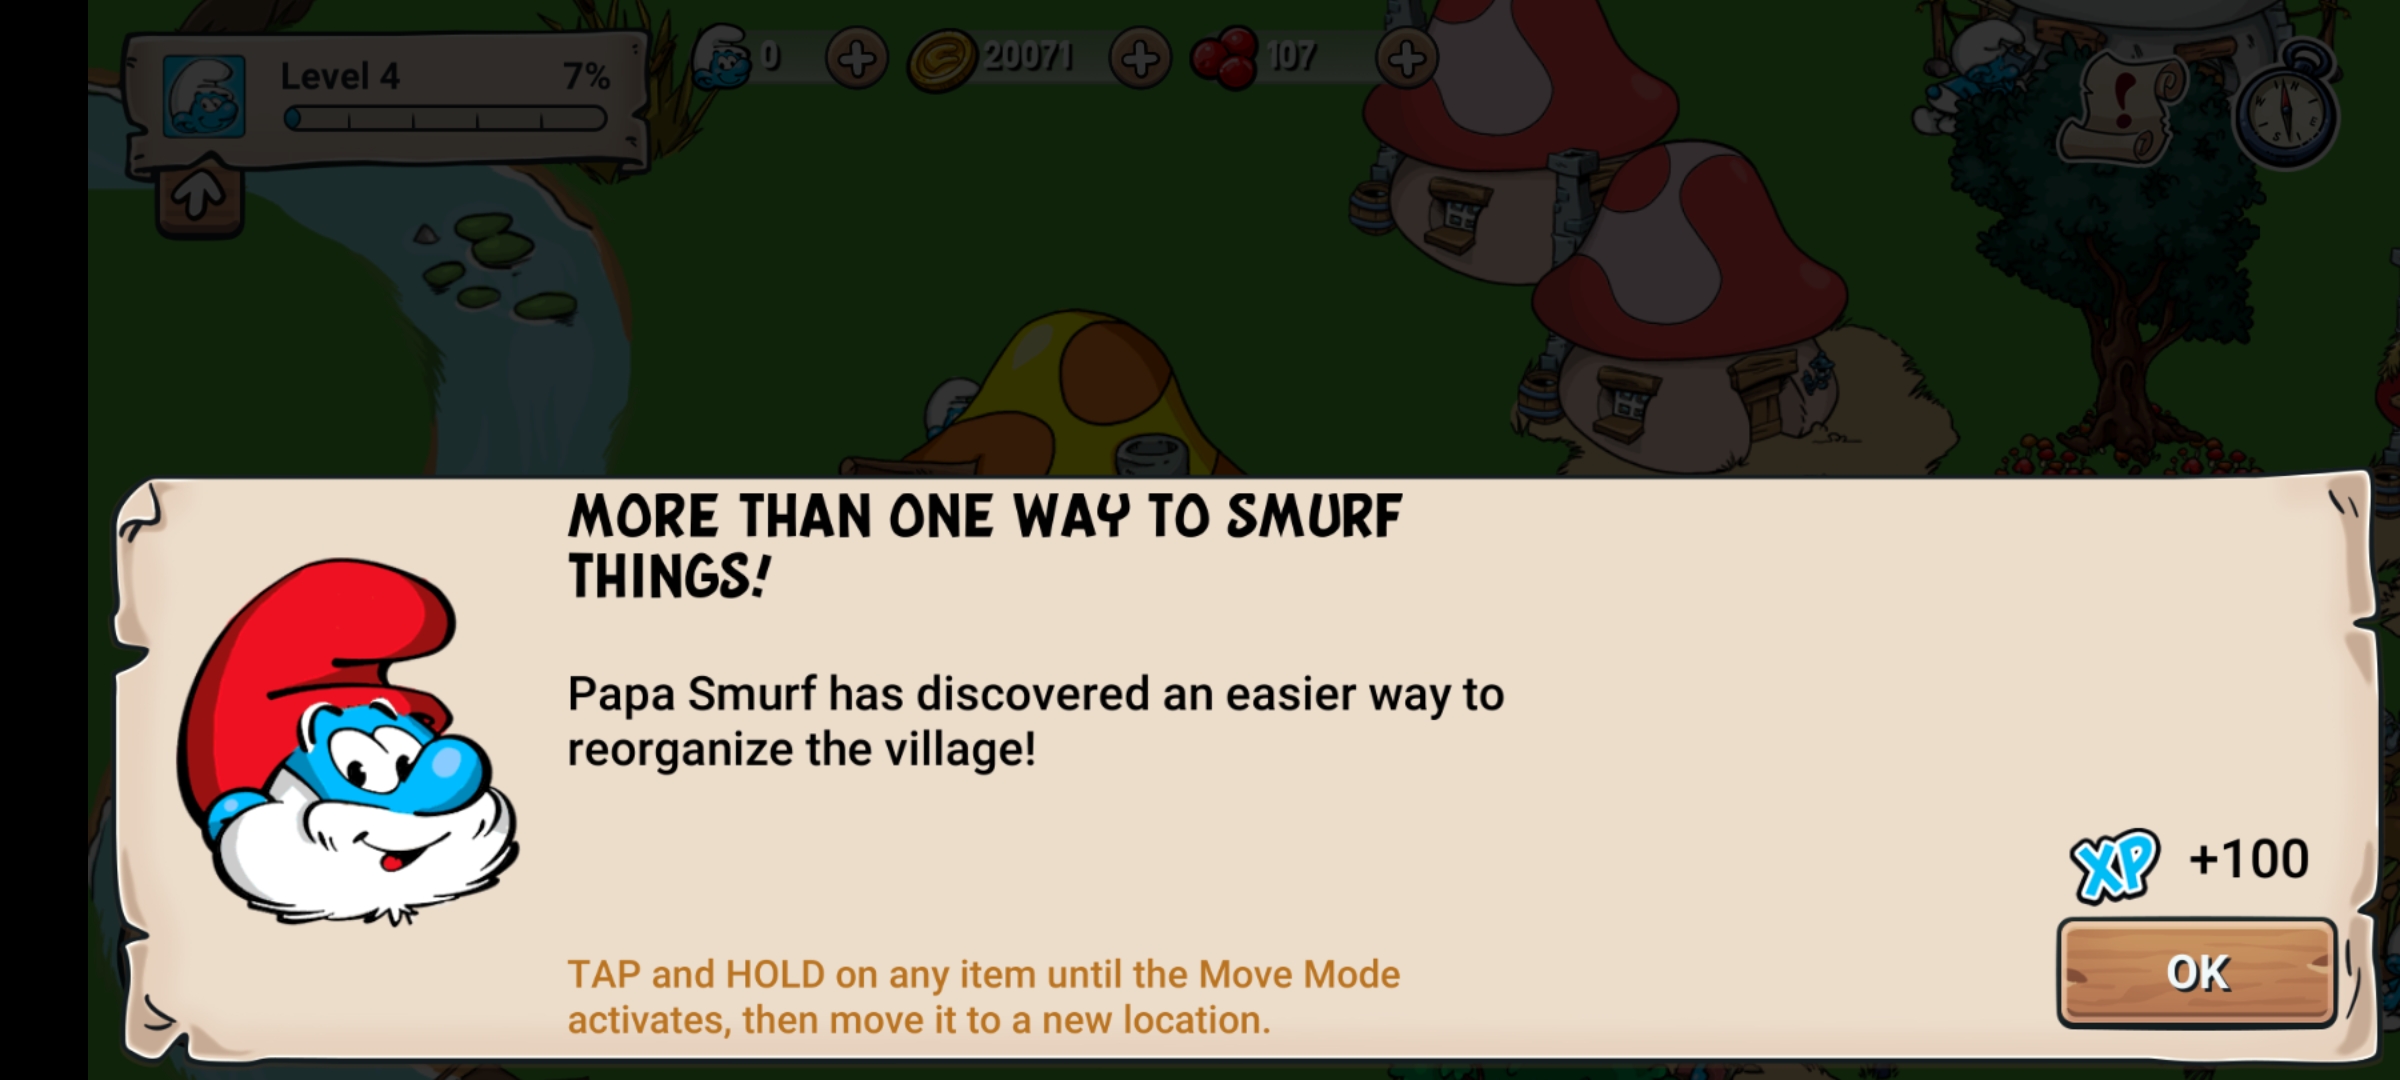 Level 4 7%
0 20071 107
MORE THAN ONE WAY TO SMURF
THINGS!
Papa Smurf has discovered an easier way to
reorganize the village!
XP +100
TAP and HOLD on any item until the Move Mode
activates, then move it to a new location.
OK